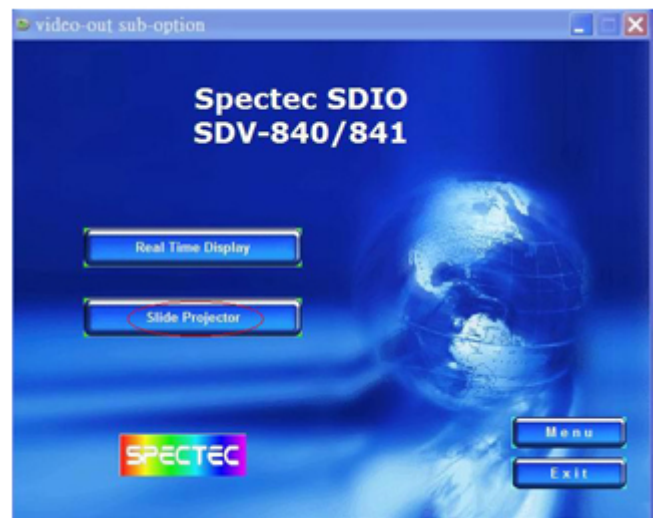 video-out sub-option
Spectec SDIO
SDV-840/841
Real Time Display
Slide Projector
SPECTEC
Menu
Exit